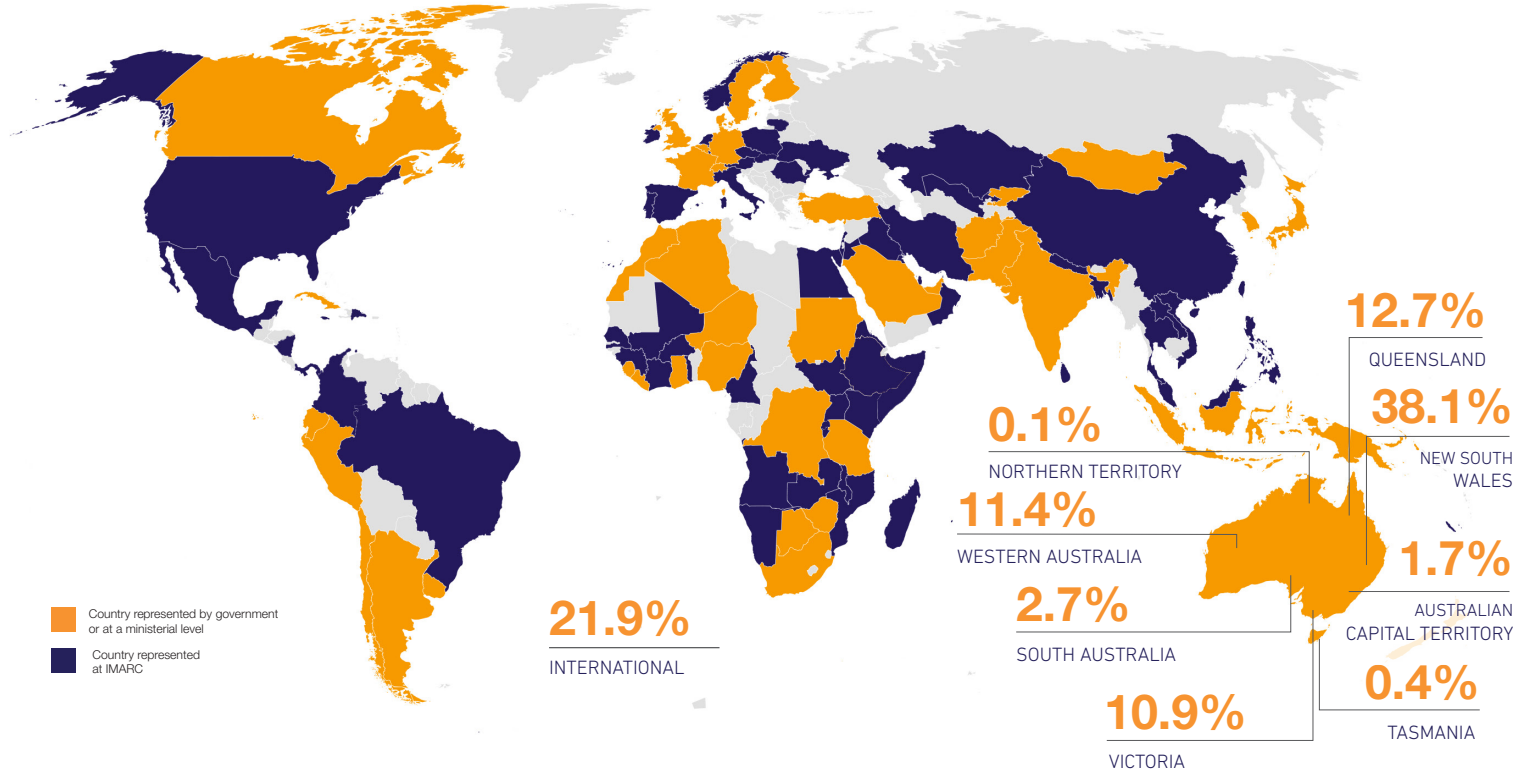 12.7%
QUEENSLAND
38.1%
NEW SOUTH
WALES
0.1%
NORTHERN TERRITORY
11.4%
WESTERN AUSTRALIA
1.7%
AUSTRALIAN
CAPITAL TERRITORY
2.7%
SOUTH AUSTRALIA
Country represented by government
or at a ministerial level
Country represented
at IMARC
21.9%
INTERNATIONAL
0.4%
TASMANIA
10.9%
VICTORIA